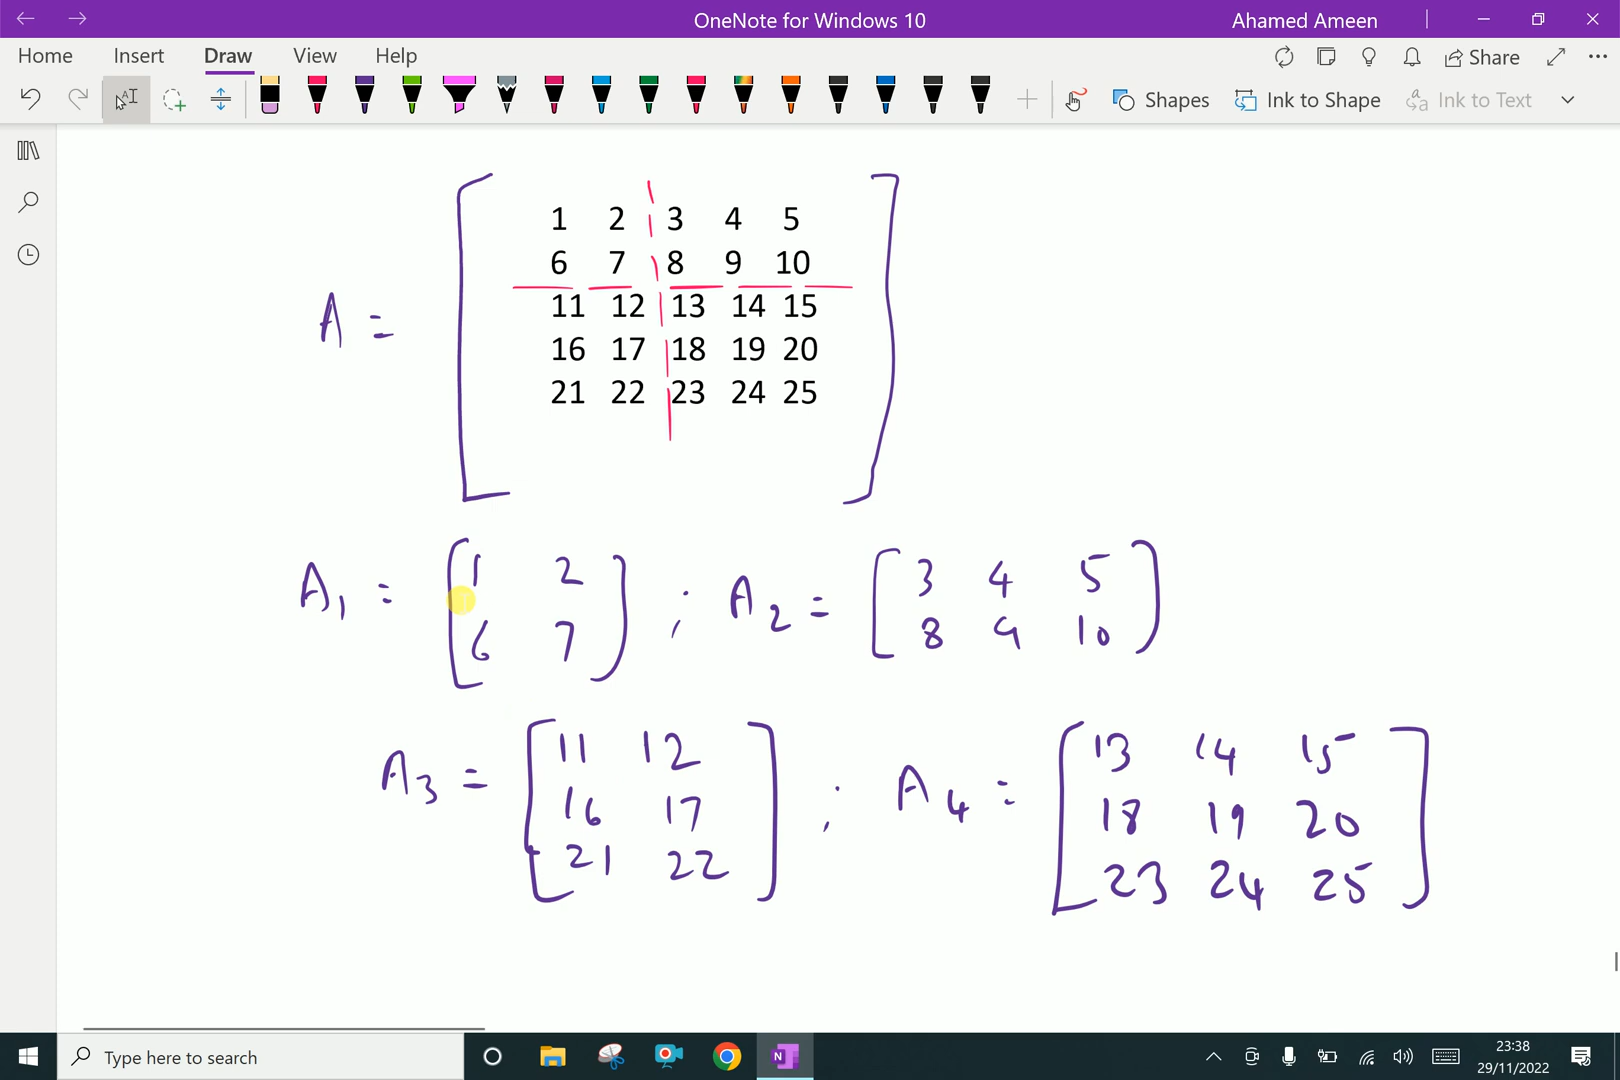 OneNote for Windows 10
Ahamed Ameen
Home Insert Draw View Help
Share
Shapes Ink to Shape Ink to Text
1 2 3 4 5
6 7 8 9 10
A =
11 12 13 14 15
16 17 18 19 20
21 22 23 24 25
A1 = [1 2 ; A2 = [3 4 5
6 7] 8 9 10]
A3 = [11 12 ; A4 = [13 14 15
16 17 18 19 20
21 22] 23 24 25]
Type here to search
23:38
29/11/2022